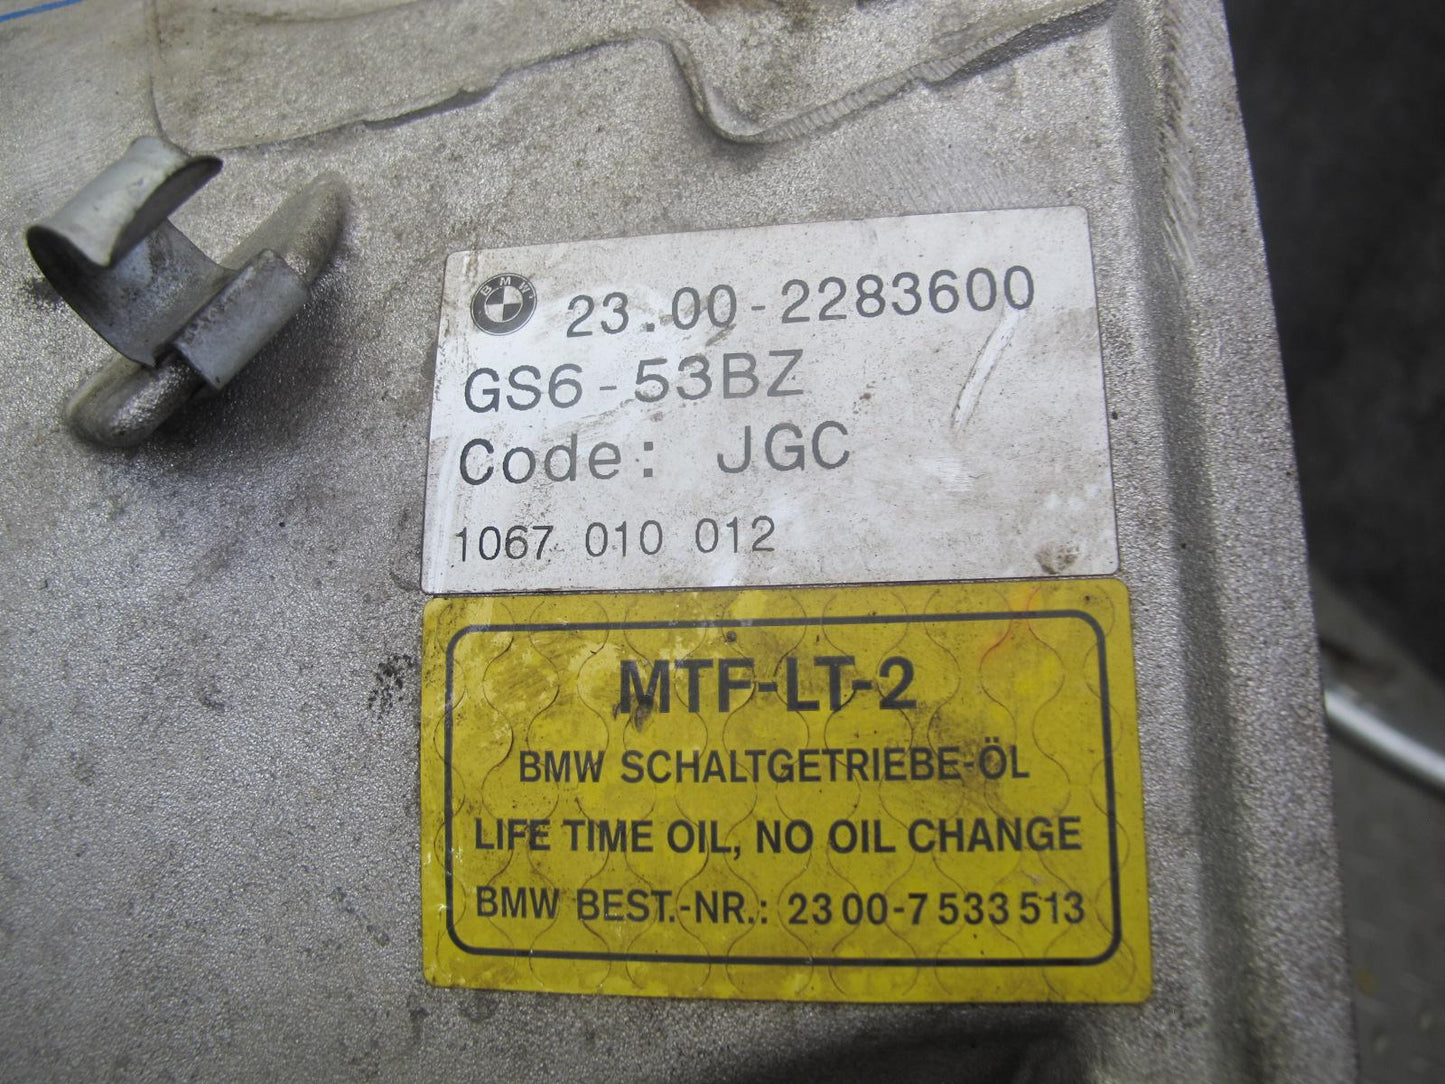 BMW 23.00-2283600
GS6-53BZ
Code: JGC
1067 010 012
MTF-LT-2
BMW SCHALTGETRIEBE-ÖL
LIFE TIME OIL, NO OIL CHANGE
BMW BEST.-NR.: 23 00-7 533 513